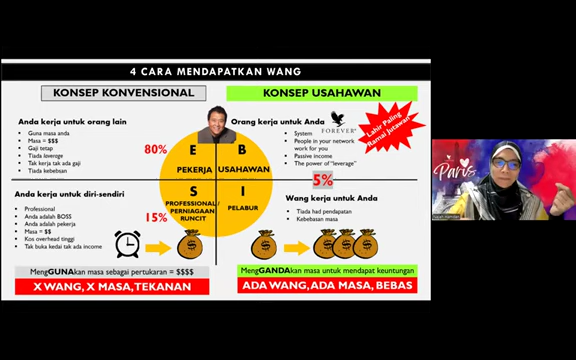 4 CARA MENDAPATKAN WANG
KONSEP KONVENSIONAL
KONSEP USAHAWAN
Anda kerja untuk orang lain
Guna masa anda
Masa = $$$
Gaji tetap
Tiada leverage
Tak kerja tak ada gaji
Tiada kebebasan
80%
E
PEKERJA
B
USAHAWAN
Orang kerja untuk Anda
System
People in your network
work for you
Passive income
The power of "leverage"
FOREVER
Lahir Paling
Ramai Jutawan
5%
Anda kerja untuk diri-sendiri
Professional
Anda adalah BOSS
Anda adalah pekerja
Masa = $$
Kos overhead tinggi
Tak buka kedai tak ada income
15%
S
PROFESSIONAL/
PERNIAGAAN
RUNCIT
I
PELABUR
Wang kerja untuk Anda
Tiada had pendapatan
Kebebasan masa
MengGUNAkan masa sebagai pertukaran = $$$$
X WANG, X MASA, TEKANAN
MengGANDAkan masa untuk mendapat keuntungan
ADA WANG, ADA MASA, BEBAS
Paris